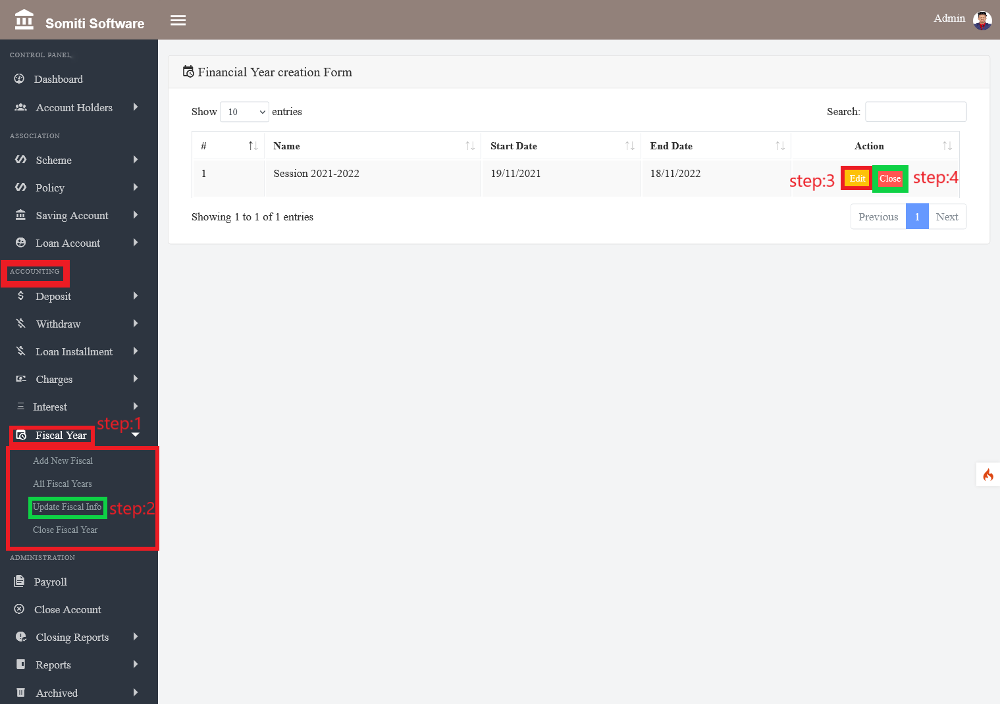 Somiti Software
Admin
CONTROL PANEL
Dashboard
Account Holders
ASSOCIATION
Scheme
Policy
Saving Account
Loan Account
ACCOUNTING
Deposit
Withdraw
Loan Installment
Charges
Interest
step:1
Fiscal Year
Add New Fiscal
All Fiscal Years
Update Fiscal Info step:2
Close Fiscal Year
ADMINISTRATION
Payroll
Close Account
Closing Reports
Reports
Archived
Financial Year creation Form
Show 10 entries Search:
# Name Start Date End Date Action
1 Session 2021-2022 19/11/2021 18/11/2022 step:3 Edit Close step:4
Showing 1 to 1 of 1 entries Previous 1 Next